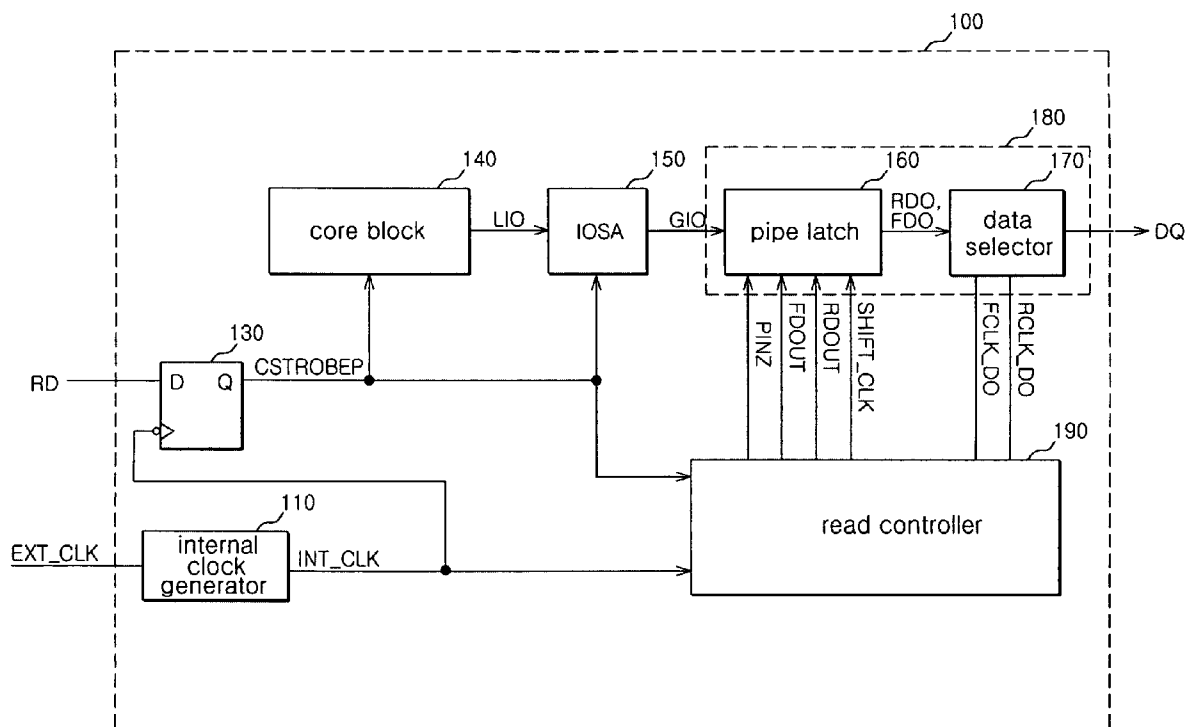 100
180
140
150
160
170
core block
LIO
IOSA
GIO
pipe latch
RDO,
FDO
data
selector
DQ
PINZ
FDOUT
RDOUT
SHIFT_CLK
FCLK_DO
RCLK_DO
130
RD
D Q
CSTROBEP
190
read controller
110
EXT_CLK
internal
clock
generator
INT_CLK